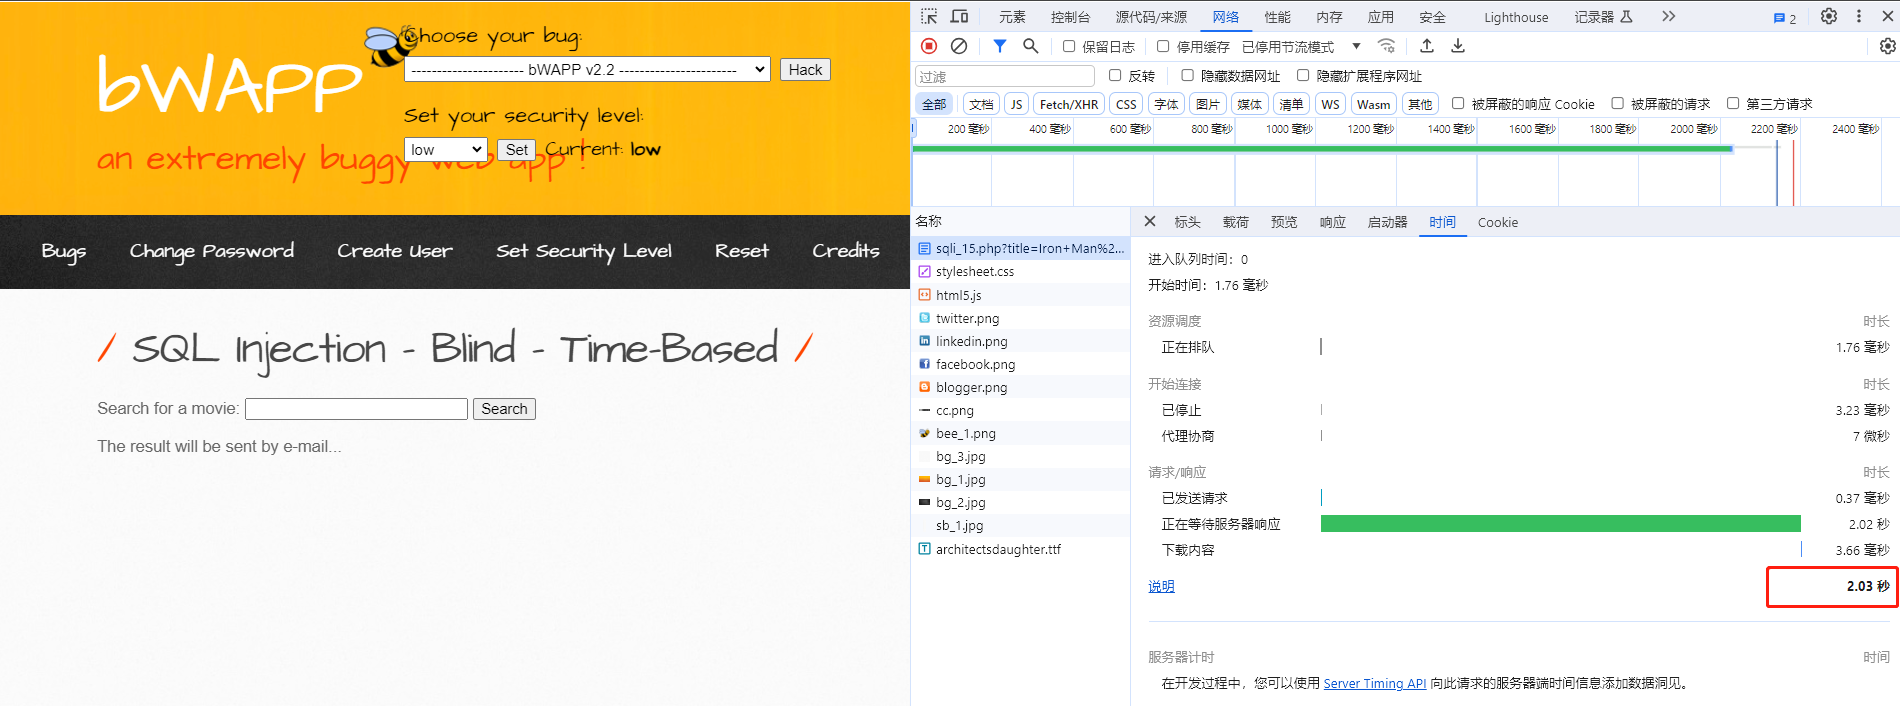 Choose your bug:
---------------------- bWAPP v2.2 ----------------------- Hack
bWAPP
Set your security level:
low Set Current: low
an extremely buggy web app !
Bugs Change Password Create User Set Security Level Reset Credits
/ SQL Injection - Blind - Time-Based /
Search for a movie: Search
The result will be sent by e-mail...
元素 控制台 源代码/来源 网络 性能 内存 应用 安全 Lighthouse 记录器 2
保留日志 停用缓存 已停用节流模式
过滤 反转 隐藏数据网址 隐藏扩展程序网址
全部 文档 JS Fetch/XHR CSS 字体 图片 媒体 清单 WS Wasm 其他 被屏蔽的响应 Cookie 被屏蔽的请求 第三方请求
200 毫秒 400 毫秒 600 毫秒 800 毫秒 1000 毫秒 1200 毫秒 1400 毫秒 1600 毫秒 1800 毫秒 2000 毫秒 2200 毫秒 2400 毫秒
名称
sqli_15.php?title=Iron+Man%2...
stylesheet.css
html5.js
twitter.png
linkedin.png
facebook.png
blogger.png
cc.png
bee_1.png
bg_3.jpg
bg_1.jpg
bg_2.jpg
sb_1.jpg
architectsdaughter.ttf
标头 载荷 预览 响应 启动器 时间 Cookie
进入队列时间：0
开始时间：1.76 毫秒
资源调度 时长
正在排队 1.76 毫秒
开始连接 时长
已停止 3.23 毫秒
代理协商 7 微秒
请求/响应 时长
已发送请求 0.37 毫秒
正在等待服务器响应 2.02 秒
下载内容 3.66 毫秒
说明 2.03 秒
服务器计时 时间
在开发过程中，您可以使用 Server Timing API 向此请求的服务器端时间信息添加数据洞见。